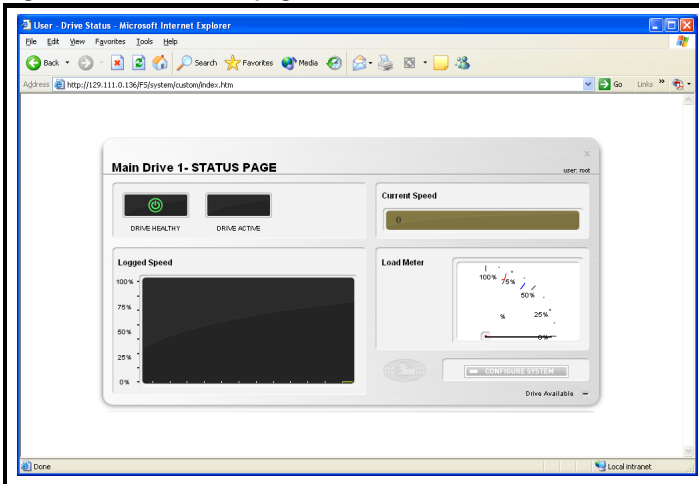 User - Drive Status - Microsoft Internet Explorer
File Edit View Favorites Tools Help
Back Search Favorites Media
Address http://129.111.0.136/FS/system/custom/index.htm Go Links »
Main Drive 1- STATUS PAGE
user: root
DRIVE HEALTHY DRIVE ACTIVE
Current Speed
0
Logged Speed
100%
75%
50%
25%
0%
Load Meter
100% 75%
50%
% 25%
0%
CONFIGURE SYSTEM
Drive Available
Done Local intranet